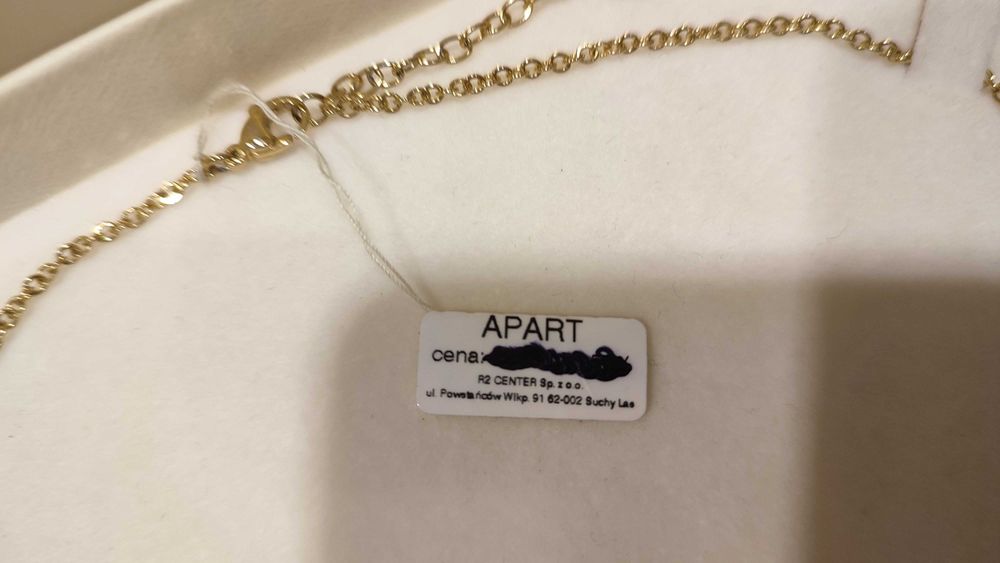 APART
cena:
R2 CENTER Sp. z o.o.
ul. Powstańców Wlkp. 91 62-002 Suchy Las